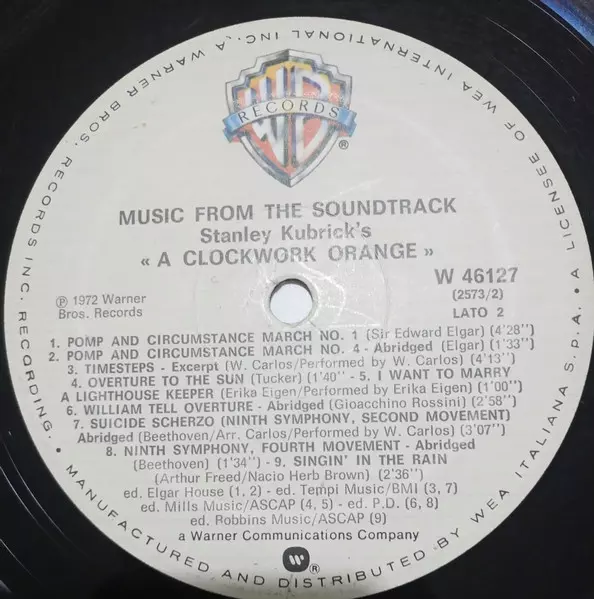 RECORDS
®
MUSIC FROM THE SOUNDTRACK
Stanley Kubrick's
« A CLOCKWORK ORANGE »
W 46127
(2573/2)
LATO 2
℗ 1972 Warner
Bros. Records
1. POMP AND CIRCUMSTANCE MARCH NO. 1 (Sir Edward Elgar) (4'28'')
2. POMP AND CIRCUMSTANCE MARCH NO. 4 - Abridged (Elgar) (1'33'')
3. TIMESTEPS - Excerpt (W. Carlos/Performed by W. Carlos) (4'13'')
4. OVERTURE TO THE SUN (Tucker) (1'40'' - 5. I WANT TO MARRY
A LIGHTHOUSE KEEPER (Erika Eigen/Performed by Erika Eigen) (1'00'')
6. WILLIAM TELL OVERTURE - Abridged (Gioacchino Rossini) (2'58'')
7. SUICIDE SCHERZO (NINTH SYMPHONY, SECOND MOVEMENT)
Abridged (Beethoven/Arr. Carlos/Performed by W. Carlos) (3'07'')
8. NINTH SYMPHONY, FOURTH MOVEMENT - Abridged
(Beethoven) (1'34'') - 9. SINGIN' IN THE RAIN
(Arthur Freed/Nacio Herb Brown) (2'36'')
ed. Elgar House (1, 2) - ed. Tempi Music/BMI (3, 7)
ed. Mills Music/ASCAP (4, 5) - ed. P.D. (6, 8)
ed. Robbins Music/ASCAP (9)
a Warner Communications Company
®
• MANUFACTURED AND DISTRIBUTED BY WEA ITALIANA S.P.A. • A LICENSEE OF WEA INTERNATIONAL INC., A WARNER BROS. RECORDS INC. RECORDING.